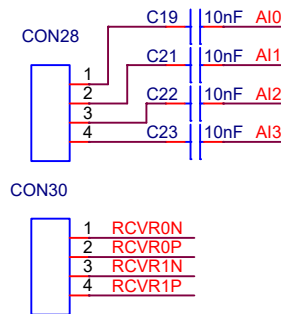 C19 10nF AI0
CON28
C21 10nF AI1
1
2
C22 10nF AI2
3
4
C23 10nF AI3
CON30
1 RCVR0N
2 RCVR0P
3 RCVR1N
4 RCVR1P